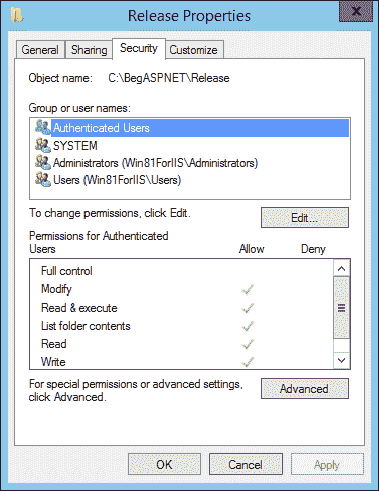 Release Properties
General Sharing Security Customize
Object name: C:\BegASPNET\Release
Group or user names:
Authenticated Users
SYSTEM
Administrators (Win81ForIIS\Administrators)
Users (Win81ForIIS\Users)
To change permissions, click Edit. Edit...
Permissions for Authenticated
Users Allow Deny
Full control
Modify
Read & execute
List folder contents
Read
Write
For special permissions or advanced settings,
click Advanced. Advanced
OK Cancel Apply